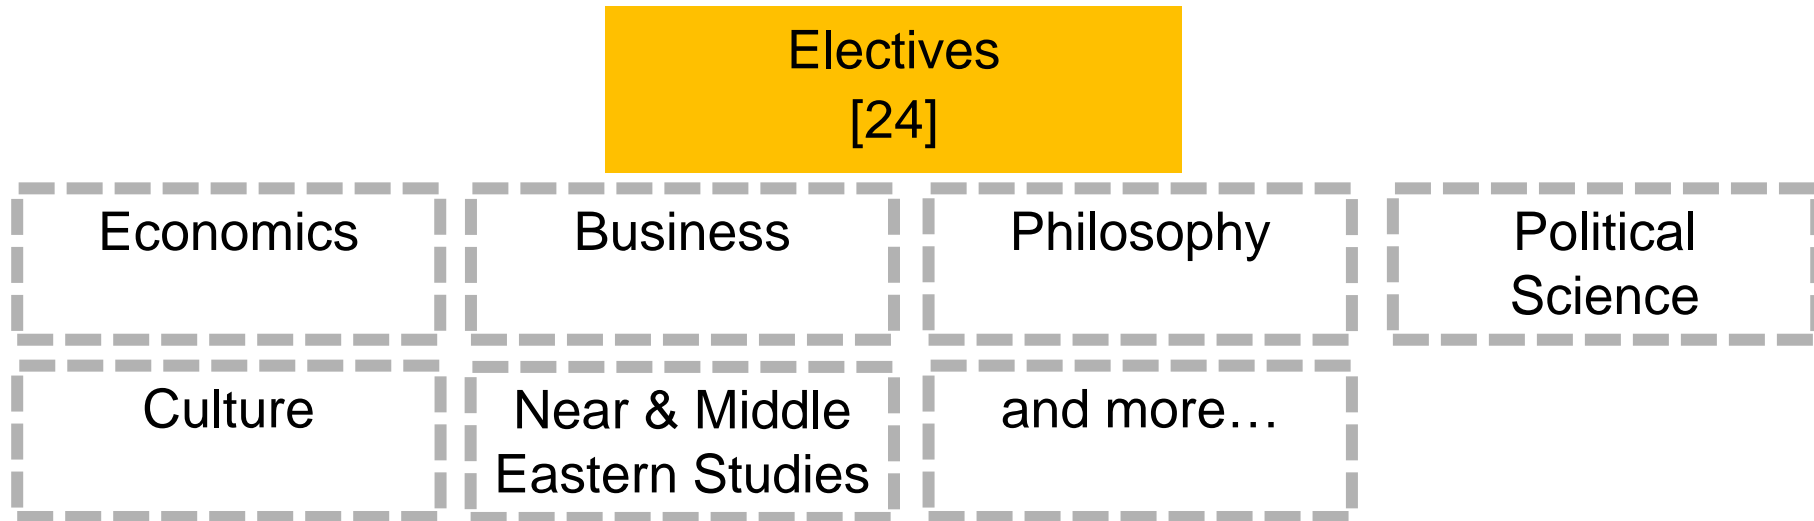 Electives
[24]
Economics
Business
Philosophy
Political
Science
Culture
Near & Middle
Eastern Studies
and more…